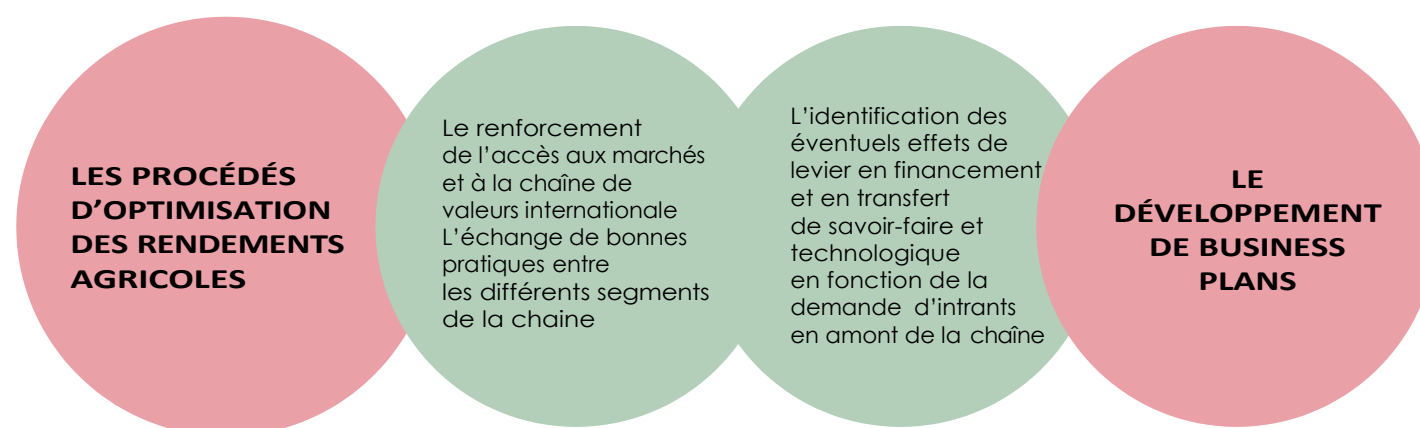 LES PROCÉDÉS
D’OPTIMISATION
DES RENDEMENTS
AGRICOLES
Le renforcement
de l’accès aux marchés
et à la chaîne de
valeurs internationale
L’échange de bonnes
pratiques entre
les différents segments
de la chaine
L’identification des
éventuels effets de
levier en financement
et en transfert
de savoir-faire et
technologique
en fonction de la
demande d’intrants
en amont de la chaîne
LE
DÉVELOPPEMENT
DE BUSINESS
PLANS